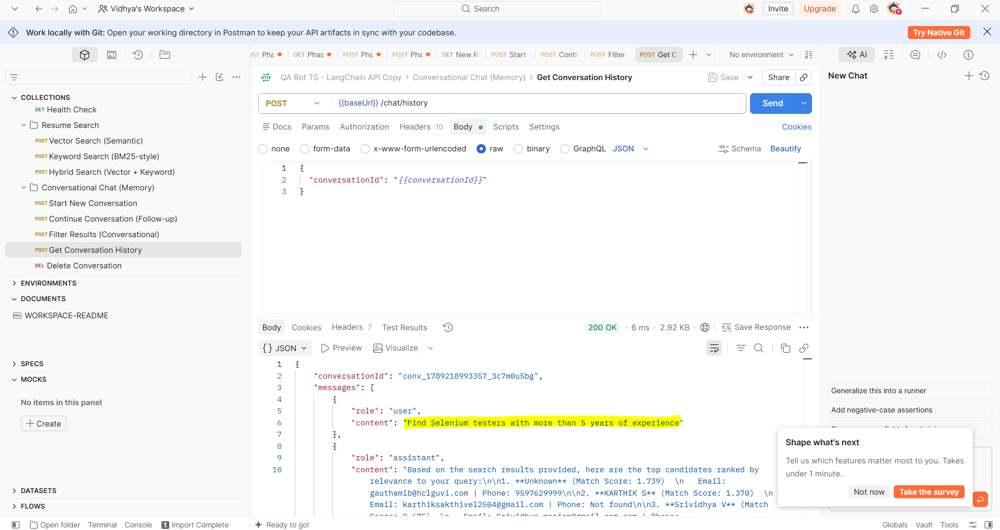 Vidhya's Workspace
Search
Invite
Upgrade
Work locally with Git: Open your working directory in Postman to keep your API artifacts in sync with your codebase.
Try Native Git
COLLECTIONS
GET Health Check
Resume Search
POST Vector Search (Semantic)
POST Keyword Search (BM25-style)
POST Hybrid Search (Vector + Keyword)
Conversational Chat (Memory)
POST Start New Conversation
POST Continue Conversation (Follow-up)
POST Filter Results (Conversational)
POST Get Conversation History
DEL Delete Conversation
ENVIRONMENTS
DOCUMENTS
WORKSPACE-README
SPECS
MOCKS
No items in this panel
Create
DATASETS
FLOWS
OST Pha
GET Phas
POST Pha
POST Pha
GET New R
POST Start
POST Conti
POST Filter
POST Get C
No environment
HTTP QA Bot TS - LangChain API Copy > Conversational Chat (Memory) > Get Conversation History
Save
Share
POST
{{baseUrl}} /chat/history
Send
Docs Params Authorization Headers 10 Body Scripts Settings
Cookies
none form-data x-www-form-urlencoded raw binary GraphQL JSON
Schema Beautify
1 {
2 "conversationId": "{{conversationId}}"
3 }
Body Cookies Headers 7 Test Results
200 OK • 6 ms • 2.92 KB •
e.g. Save Response
{} JSON Preview Visualize
1 {
2 "conversationId": "conv_1789218993357_3c7m0u5bg",
3 "messages": [
4 {
5 "role": "user",
6 "content": "Find Selenium testers with more than 5 years of experience"
7 },
8 {
9 "role": "assistant",
10 "content": "Based on the search results provided, here are the top candidates ranked by
relevance to your query:\n\n1. **Unknown** (Match Score: 1.739)  \n   Email:
gauthamib@hclguvi.com | Phone: 9597629999\n\n2. **KARTHIK S** (Match Score: 1.370)  \n
Email: karthiksakthivel2504@gmail.com | Phone: Not found\n\n3. **Srividhya V** (Match
AI
New Chat
Generalize this into a runner
Add negative-case assertions
Shape what's next
Tell us which features matter most to you. Takes
under 1 minute.
Not now
Take the survey
Open folder Terminal Console 1 Import Complete
Ready to go!
Globals Vault Tools